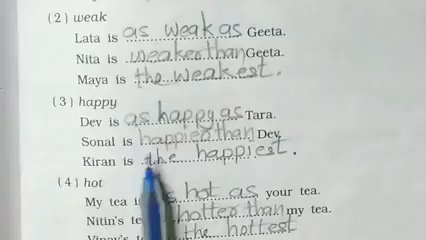 (2) weak
Lata is as weak as Geeta.
Nita is weaker than Geeta.
Maya is the weakest.
(3) happy
Dev is as happy as Tara.
Sonal is happier than Dev.
Kiran is the happiest.
(4) hot
My tea hot as your tea.
Nitin's te hotter than my tea.
the hottest